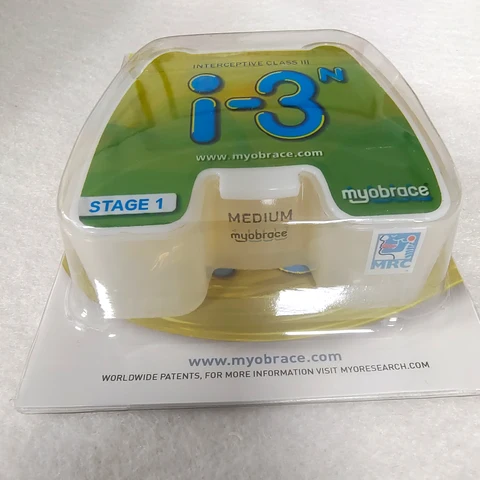 INTERCEPTIVE CLASS III
i-3N
www.myobrace.com
STAGE 1
myobrace
MEDIUM
myobrace
MRC
www.myobrace.com
WORLDWIDE PATENTS, FOR MORE INFORMATION VISIT MYORESEARCH.COM